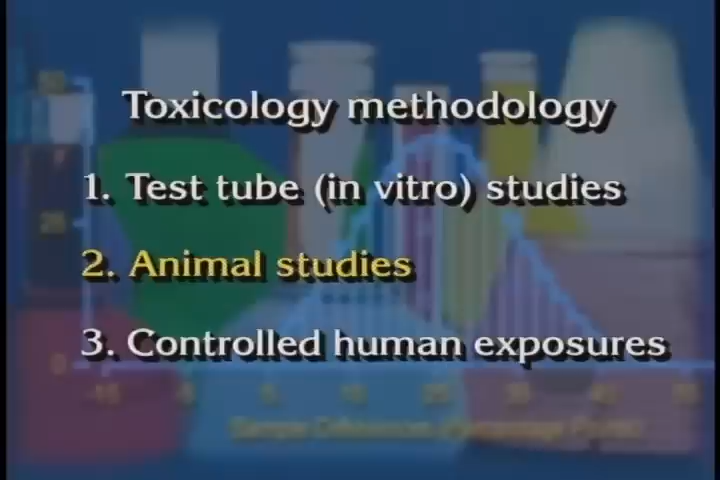 Toxicology methodology
1. Test tube (in vitro) studies
2. Animal studies
3. Controlled human exposures